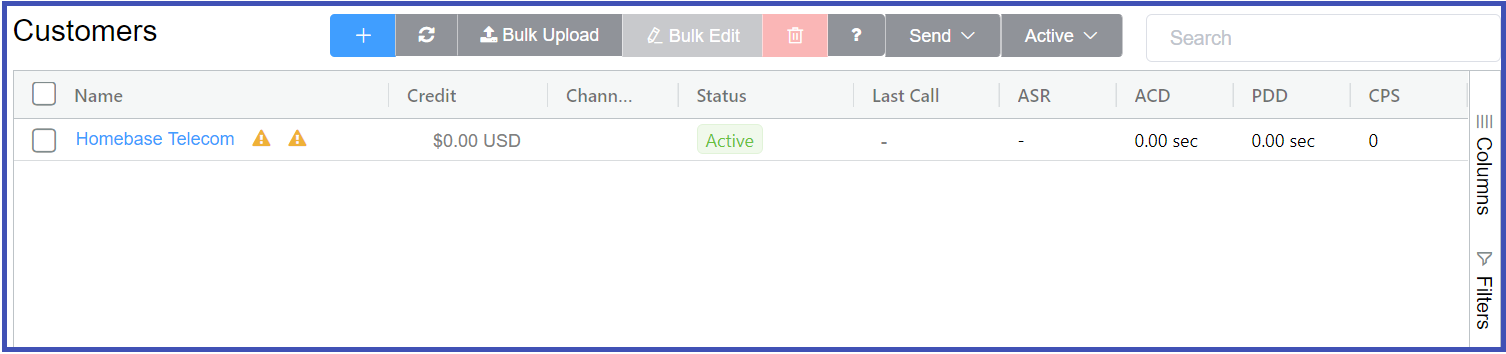 Customers
+ Bulk Upload Bulk Edit ? Send Active Search
Name Credit Chann... Status Last Call ASR ACD PDD CPS
Homebase Telecom $0.00 USD Active - - 0.00 sec 0.00 sec 0
Columns
Filters